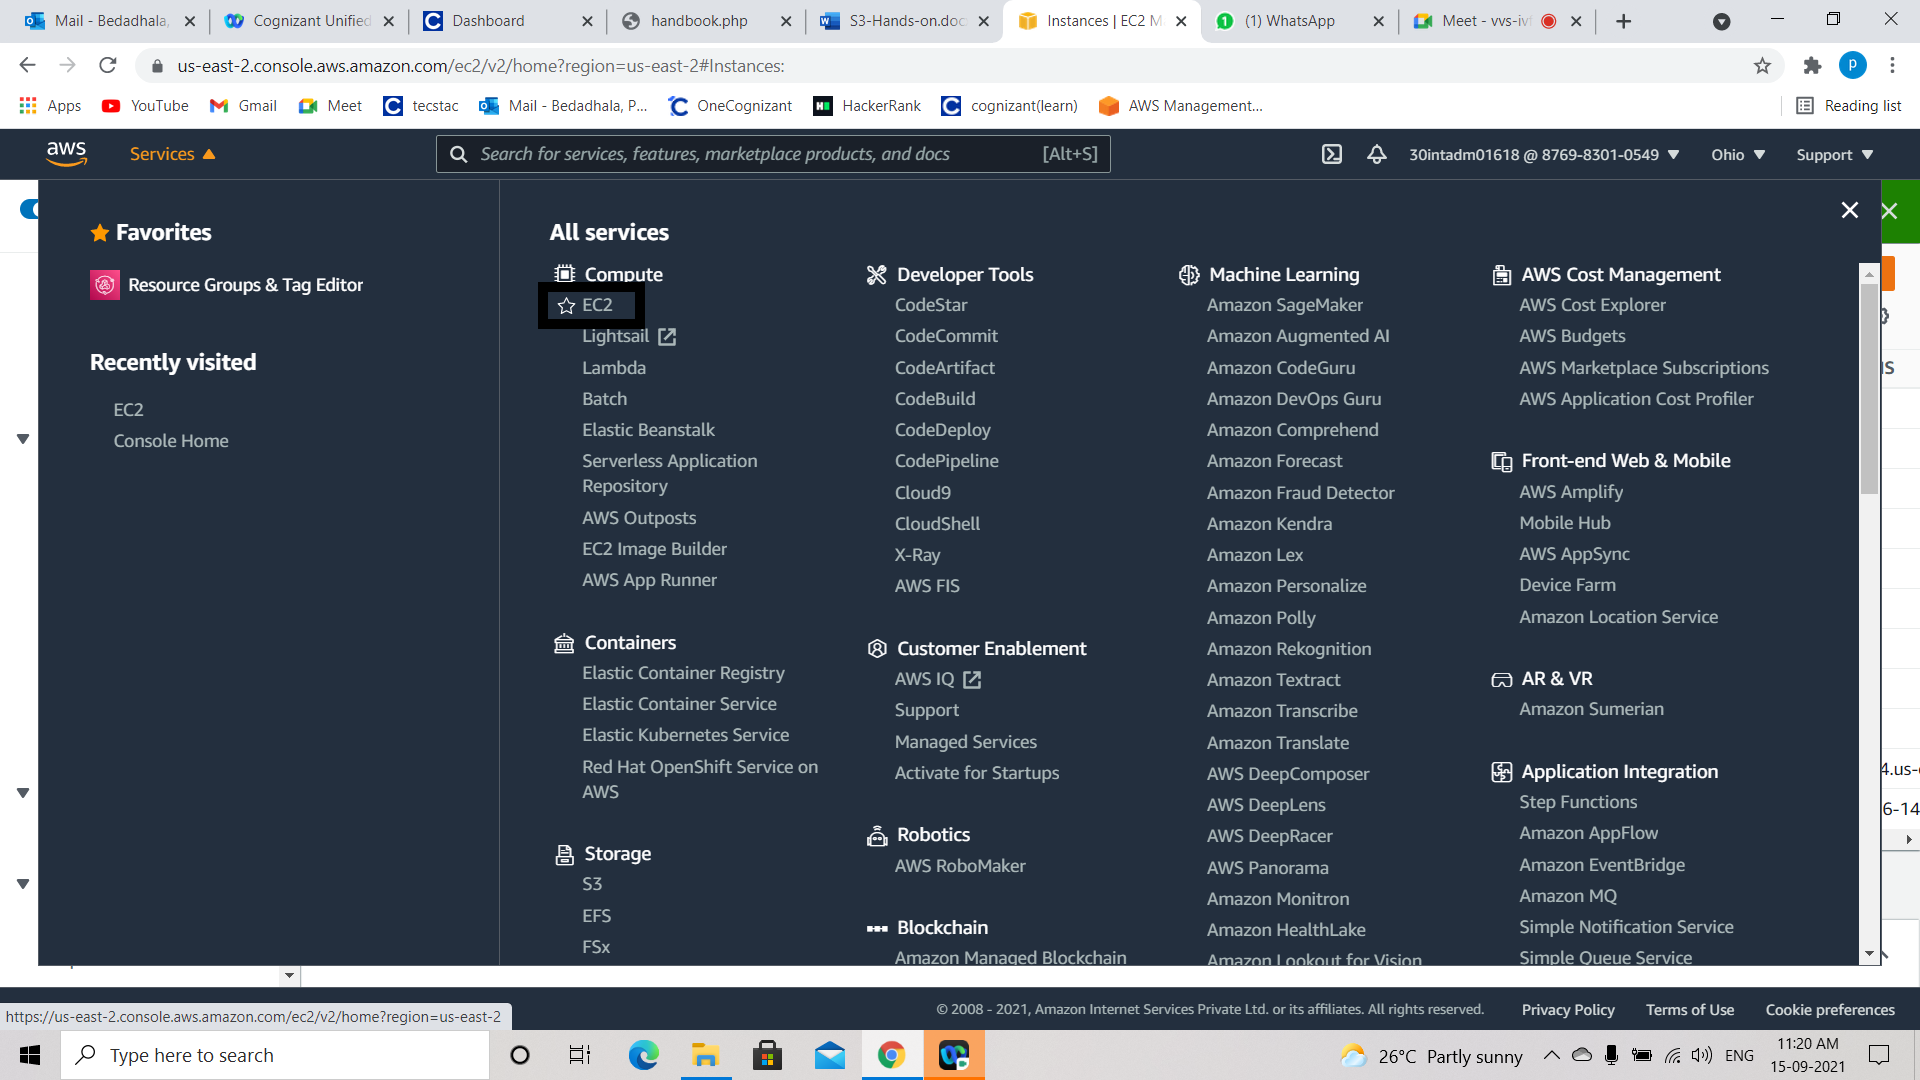 Mail - Bedadhala,
Cognizant Unified
Dashboard
handbook.php
S3-Hands-on.doc
Instances | EC2 M
(1) WhatsApp
Meet - vvs-ivf
us-east-2.console.aws.amazon.com/ec2/v2/home?region=us-east-2#Instances:
P
Apps
YouTube
Gmail
Meet
tecstac
Mail - Bedadhala, P...
OneCognizant
HackerRank
cognizant(learn)
AWS Management...
Reading list
aws
Services
Search for services, features, marketplace products, and docs
[Alt+S]
30intadm01618 @ 8769-8301-0549
Ohio
Support
Favorites
Resource Groups & Tag Editor
Recently visited
EC2
Console Home
All services
Compute
EC2
Lightsail
Lambda
Batch
Elastic Beanstalk
Serverless Application
Repository
AWS Outposts
EC2 Image Builder
AWS App Runner
Containers
Elastic Container Registry
Elastic Container Service
Elastic Kubernetes Service
Red Hat OpenShift Service on
AWS
Storage
S3
EFS
FSx
Developer Tools
CodeStar
CodeCommit
CodeArtifact
CodeBuild
CodeDeploy
CodePipeline
Cloud9
CloudShell
X-Ray
AWS FIS
Customer Enablement
AWS IQ
Support
Managed Services
Activate for Startups
Robotics
AWS RoboMaker
Blockchain
Amazon Managed Blockchain
Machine Learning
Amazon SageMaker
Amazon Augmented AI
Amazon CodeGuru
Amazon DevOps Guru
Amazon Comprehend
Amazon Forecast
Amazon Fraud Detector
Amazon Kendra
Amazon Lex
Amazon Personalize
Amazon Polly
Amazon Rekognition
Amazon Textract
Amazon Transcribe
Amazon Translate
AWS DeepComposer
AWS DeepLens
AWS DeepRacer
AWS Panorama
Amazon Monitron
Amazon HealthLake
Amazon Lookout for Vision
AWS Cost Management
AWS Cost Explorer
AWS Budgets
AWS Marketplace Subscriptions
AWS Application Cost Profiler
Front-end Web & Mobile
AWS Amplify
Mobile Hub
AWS AppSync
Device Farm
Amazon Location Service
AR & VR
Amazon Sumerian
Application Integration
Step Functions
Amazon AppFlow
Amazon EventBridge
Amazon MQ
Simple Notification Service
Simple Queue Service
4.us-
6-14
© 2008 - 2021, Amazon Internet Services Private Ltd. or its affiliates. All rights reserved.
Privacy Policy
Terms of Use
Cookie preferences
https://us-east-2.console.aws.amazon.com/ec2/v2/home?region=us-east-2
Type here to search
26°C Partly sunny
ENG
11:20 AM
15-09-2021